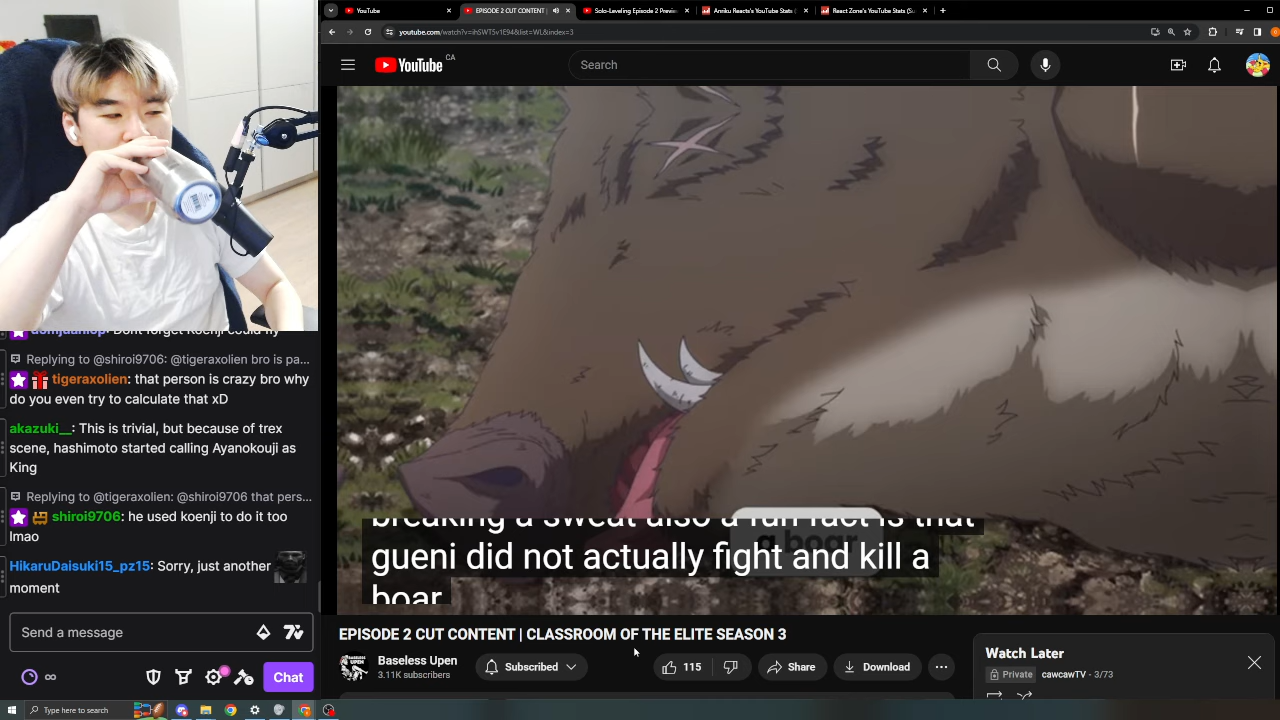 YouTube
EPISODE 2 CUT CONTENT |
Solo-Leveling Episode 2 Previe
Anriku Reacts's YouTube Stats (
React Zone's YouTube Stats (Su
youtube.com/watch?v=ihSWT5v1E94&list=WL&index=3
YouTube CA
Search
Replying to @shiroi9706: @tigeraxolien bro is pa...
tigeraxolien: that person is crazy bro why
do you even try to calculate that xD
akazuki__: This is trivial, but because of trex
scene, hashimoto started calling Ayanokouji as
King
Replying to @tigeraxolien: @shiroi9706 that pers...
shiroi9706: he used koenji to do it too
lmao
HikaruDaisuki15_pz15: Sorry, just another
moment
Send a message
Chat
breaking a sweat also a fun fact is that
a boar
gueni did not actually fight and kill a
boar
EPISODE 2 CUT CONTENT | CLASSROOM OF THE ELITE SEASON 3
Baseless Upen
3.11K subscribers
Subscribed
115
Share
Download
Watch Later
Private
cawcawTV - 3/73
Type here to search